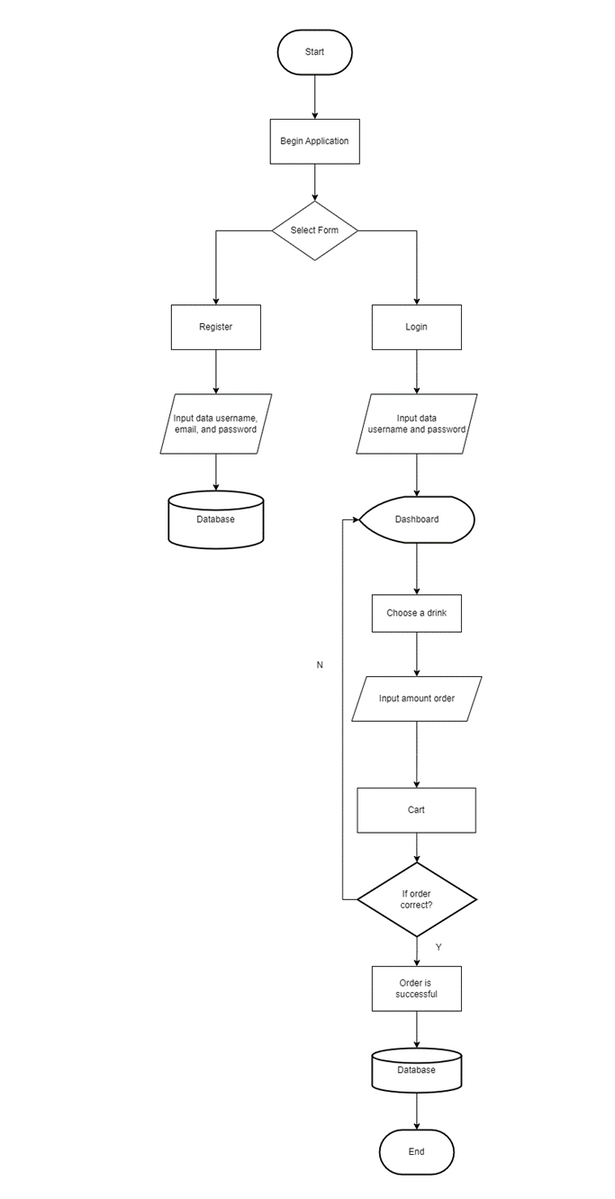 Start
Begin Application
Select Form
Register
Login
Input data username,
email, and password
Input data
username and password
Database
Dashboard
Choose a drink
N
Input amount order
Cart
If order
correct?
Y
Order is
successful
Database
End